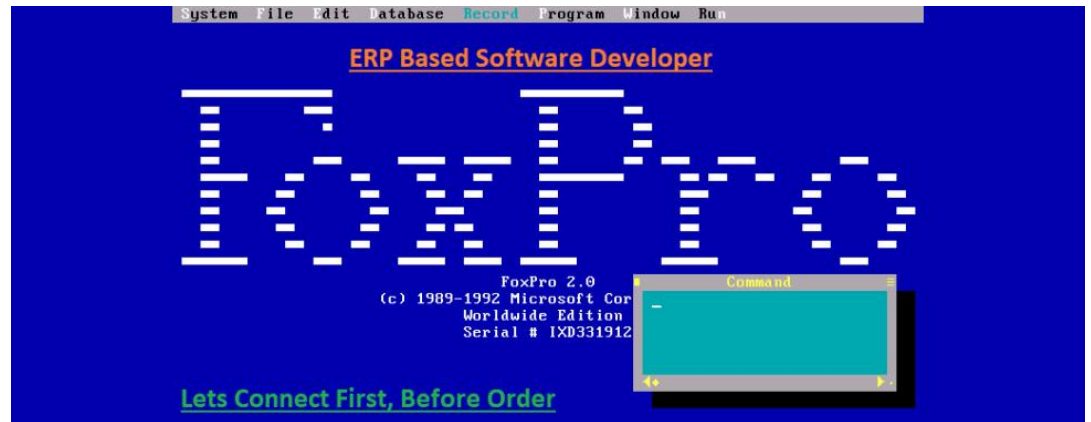 System File Edit Database Record Program Window Run
ERP Based Software Developer
FoxPro
FoxPro 2.0
(c) 1989-1992 Microsoft Cor
Worldwide Edition
Serial # IXD331912
Command
Lets Connect First, Before Order